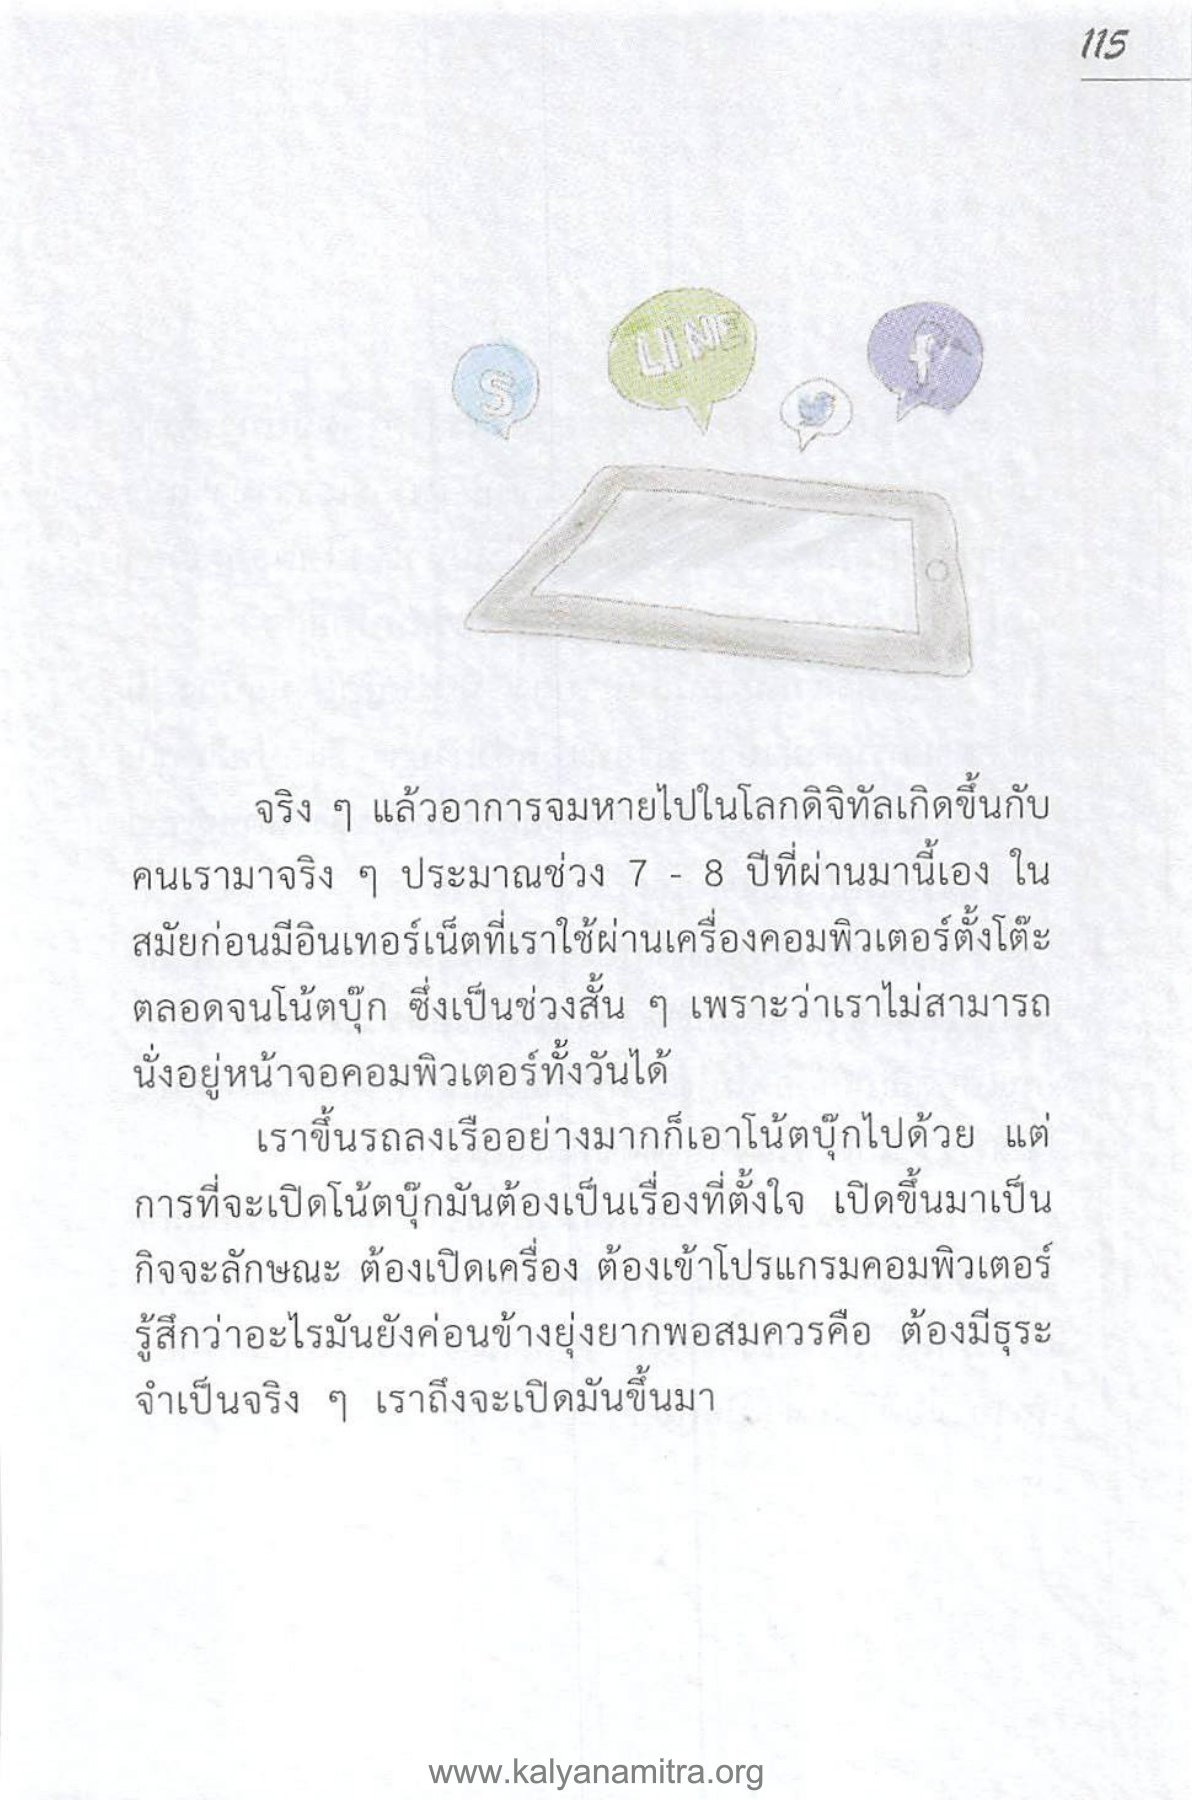 115
S
LINE
f
จริง ๆ แล้วอาการจมหายไปในโลกดิจิทัลเกิดขึ้นกับ
คนเรามาจริง ๆ ประมาณช่วง 7 - 8 ปีที่ผ่านมานี้เอง ใน
สมัยก่อนมีอินเทอร์เน็ตที่เราใช้ผ่านเครื่องคอมพิวเตอร์ตั้งโต๊ะ
ตลอดจนโน้ตบุ๊ก ซึ่งเป็นช่วงสั้น ๆ เพราะว่าเราไม่สามารถ
นั่งอยู่หน้าจอคอมพิวเตอร์ทั้งวันได้
เราขึ้นรถลงเรืออย่างมากก็เอาโน้ตบุ๊กไปด้วย แต่
การที่จะเปิดโน้ตบุ๊กมันต้องเป็นเรื่องที่ตั้งใจ เปิดขึ้นมาเป็น
กิจจะลักษณะ ต้องเปิดเครื่อง ต้องเข้าโปรแกรมคอมพิวเตอร์
รู้สึกว่าอะไรมันยังค่อนข้างยุ่งยากพอสมควรคือ ต้องมีธุระ
จำเป็นจริง ๆ เราถึงจะเปิดมันขึ้นมา
www.kalyanamitra.org